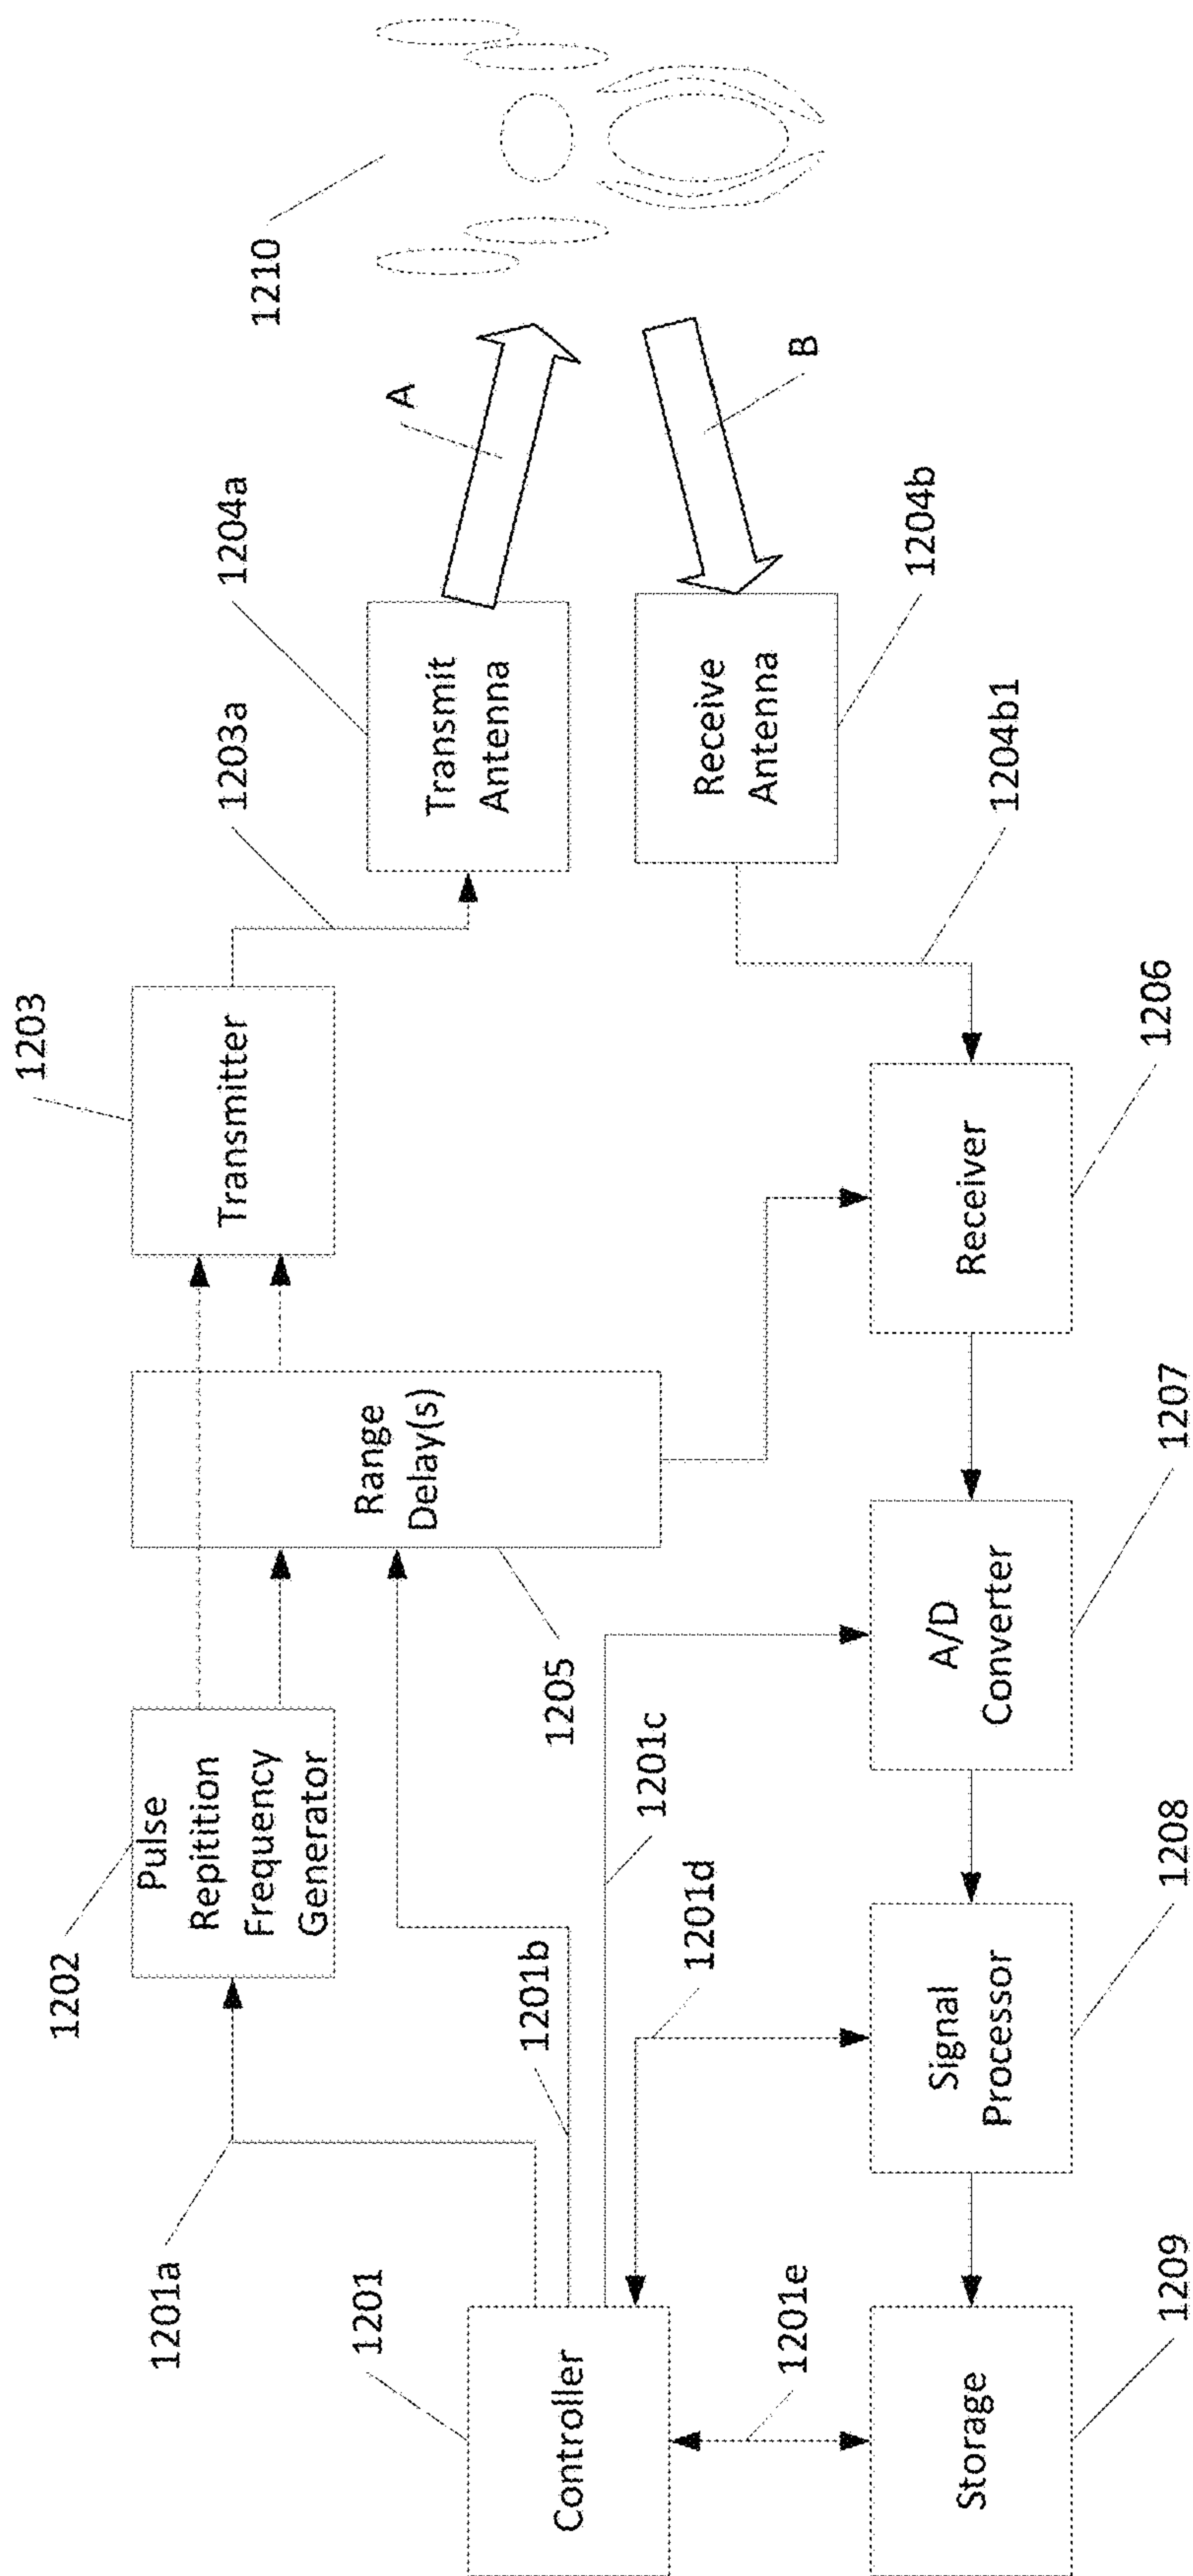 1203
1203a
1204a
1210
Transmitter
Transmit
Antenna
A
1202
Pulse
Repitition
Frequency
Generator
Range
Delay(s)
1205
Receive
Antenna
B
1204b
1204b1
1201a
1201b
1201c
1201d
1201
Controller
1201e
Storage
1209
Signal
Processor
1208
A/D
Converter
1207
Receiver
1206